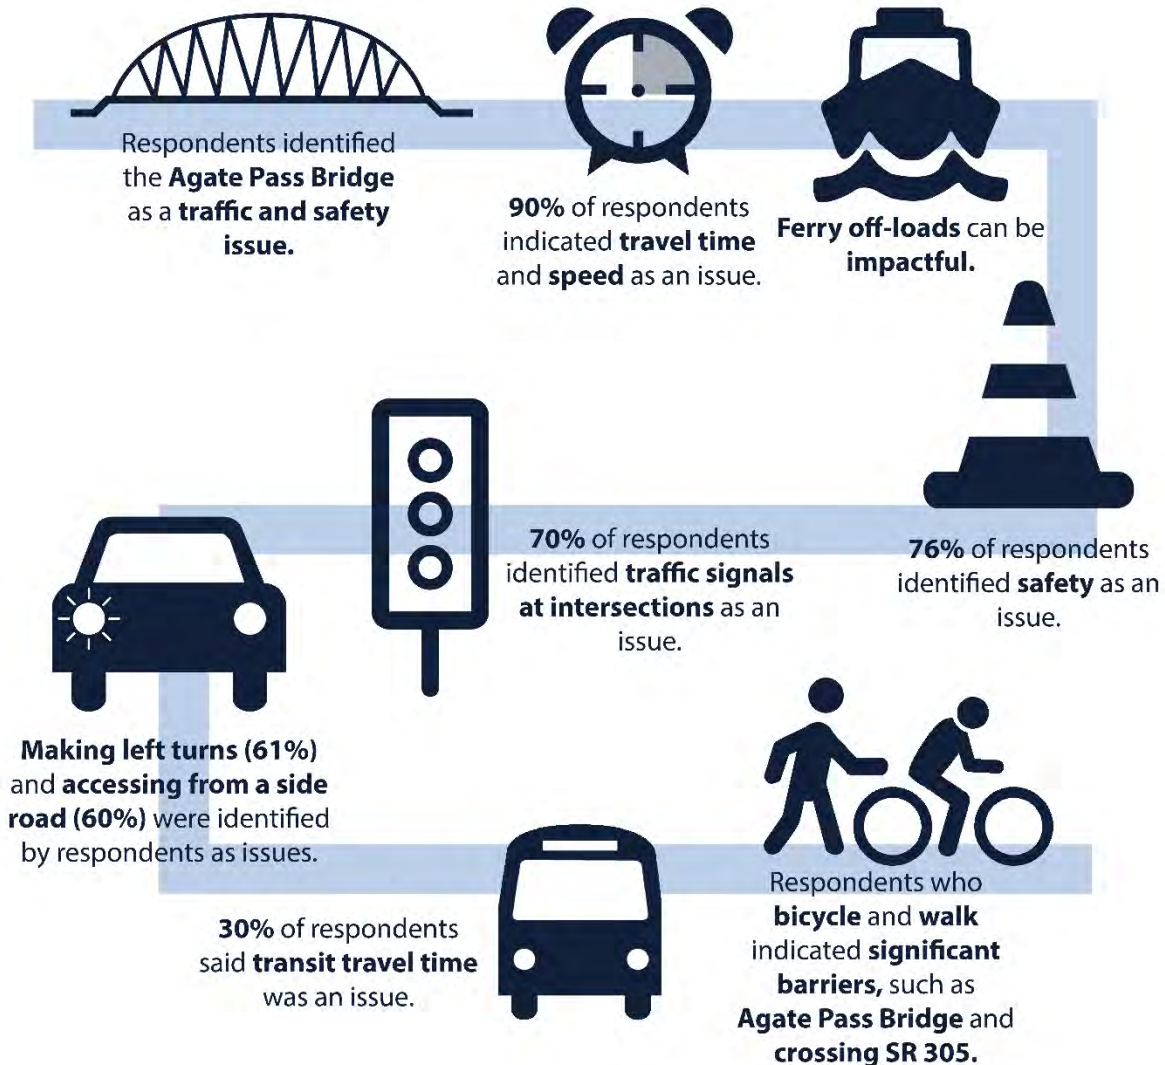 Respondents identified
the Agate Pass Bridge
as a traffic and safety
issue.
90% of respondents
indicated travel time
and speed as an issue.
Ferry off-loads can be
impactful.
76% of respondents
identified safety as an
issue.
70% of respondents
identified traffic signals
at intersections as an
issue.
Making left turns (61%)
and accessing from a side
road (60%) were identified
by respondents as issues.
30% of respondents
said transit travel time
was an issue.
Respondents who
bicycle and walk
indicated significant
barriers, such as
Agate Pass Bridge and
crossing SR 305.